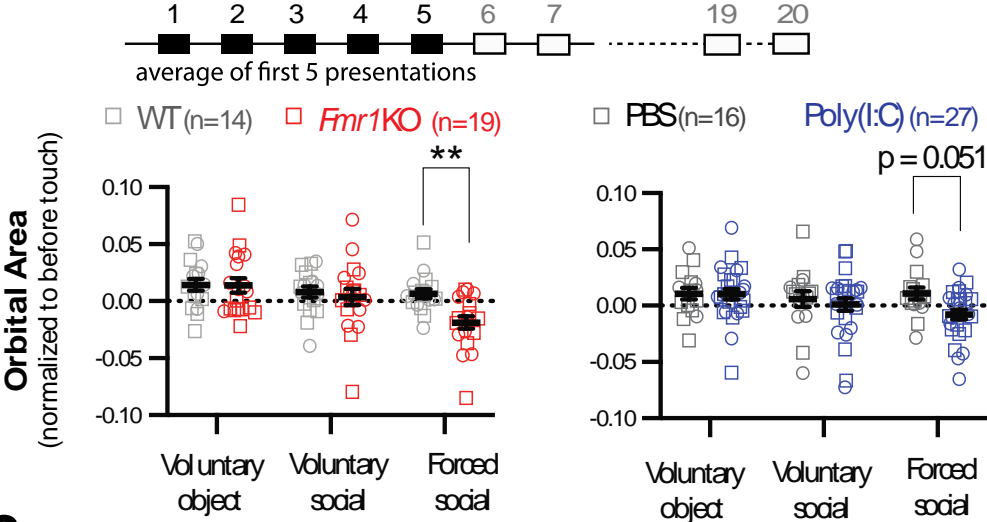 1 2 3 4 5 6 7 19 20
average of first 5 presentations
WT (n=14) Fmr1KO (n=19)
PBS (n=16) Poly(I:C) (n=27)
**
p = 0.051
Orbital Area
(normalized to before touch)
0.10
0.05
0.00
-0.05
-0.10
Voluntary object
Voluntary social
Forced social
0.10
0.05
0.00
-0.05
-0.10
Voluntary object
Voluntary social
Forced social